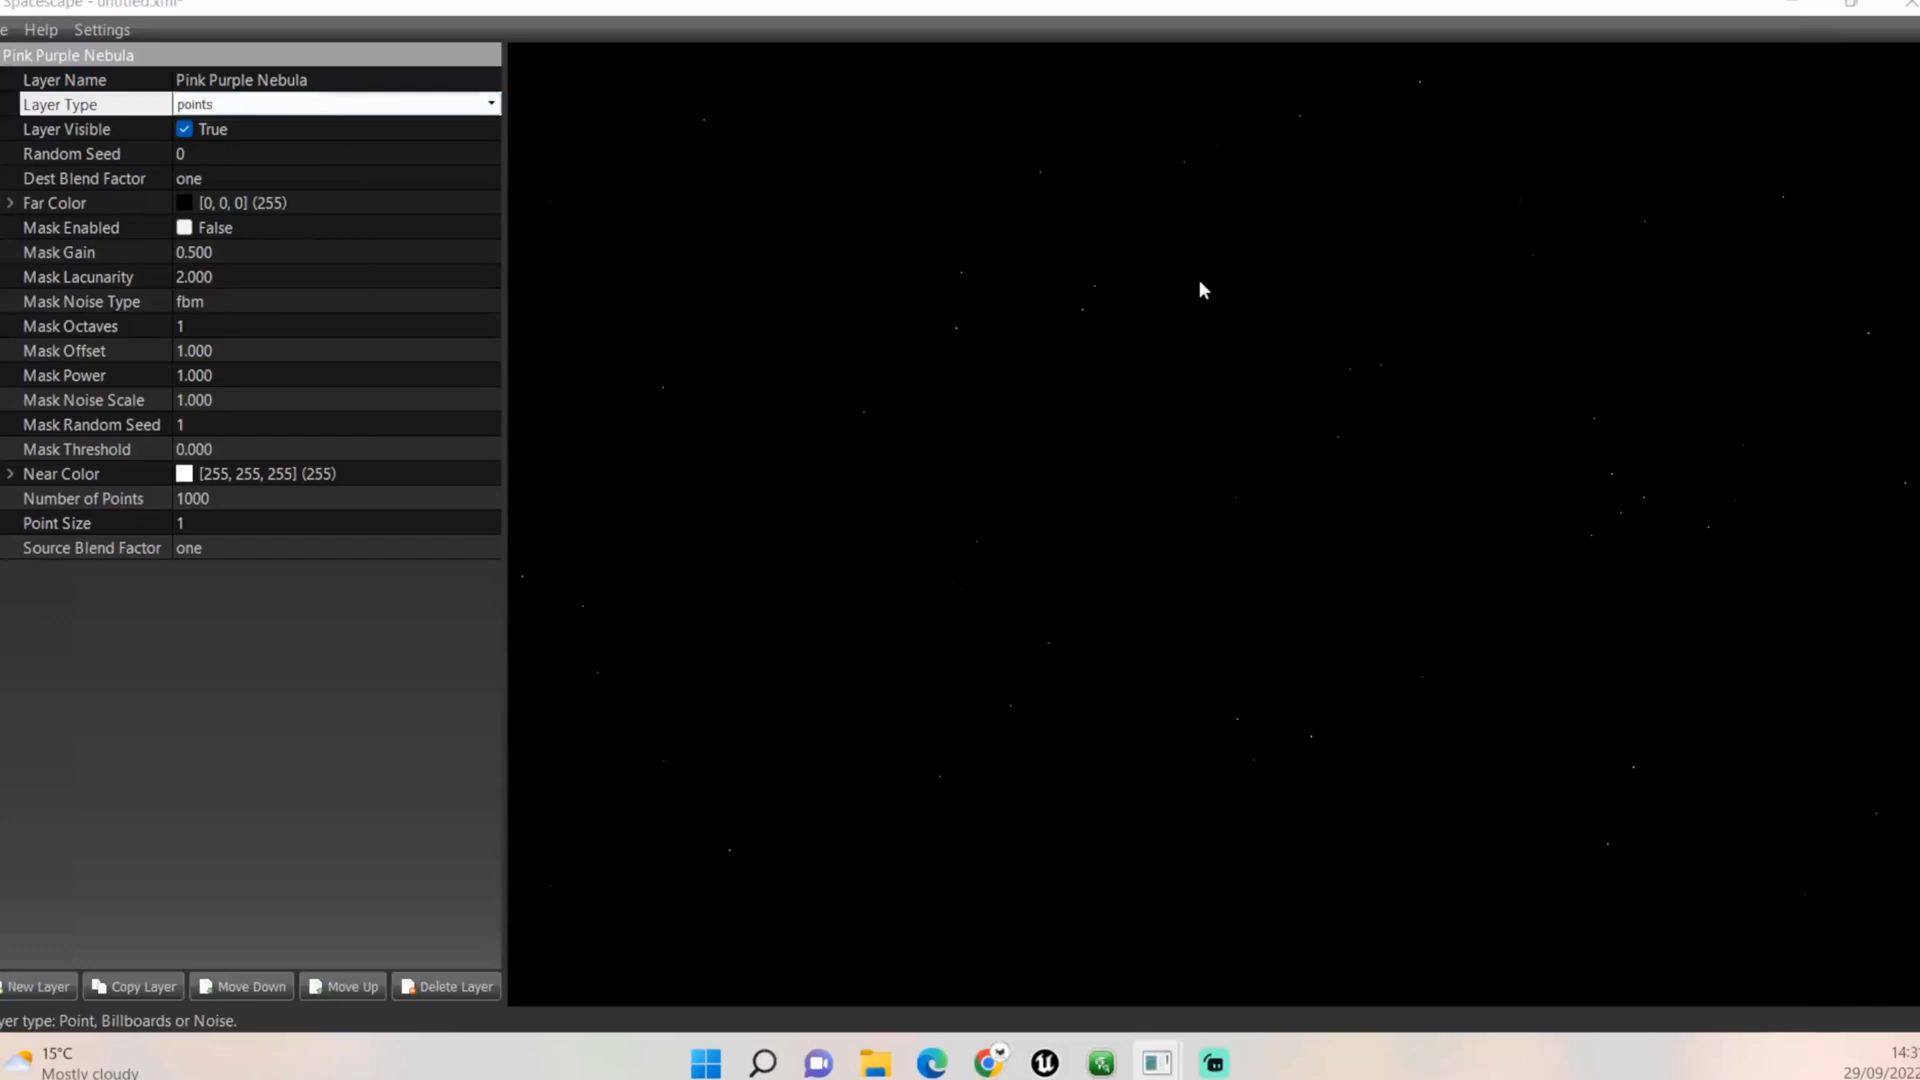 Spacescape - untitled.xml*
e Help Settings
Pink Purple Nebula
Layer Name Pink Purple Nebula
Layer Type points
Layer Visible True
Random Seed 0
Dest Blend Factor one
Far Color [0, 0, 0] (255)
Mask Enabled False
Mask Gain 0.500
Mask Lacunarity 2.000
Mask Noise Type fbm
Mask Octaves 1
Mask Offset 1.000
Mask Power 1.000
Mask Noise Scale 1.000
Mask Random Seed 1
Mask Threshold 0.000
Near Color [255, 255, 255] (255)
Number of Points 1000
Point Size 1
Source Blend Factor one
New Layer Copy Layer Move Down Move Up Delete Layer
yer type: Point, Billboards or Noise.
15°C
Mostly cloudy
14:3
29/09/2022